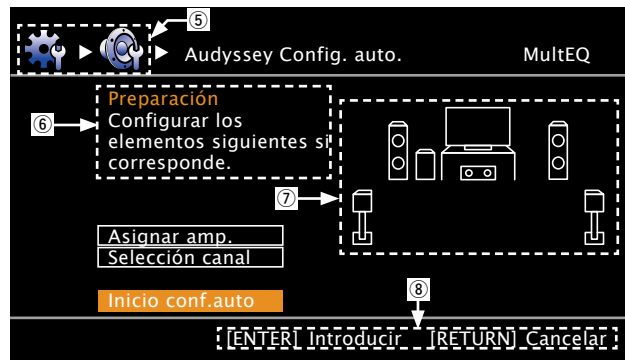 ⑤
Audyssey Config. auto.
MultEQ
⑥
Preparación
Configurar los
elementos siguientes si
corresponde.
⑦
Asignar amp.
Selección canal
Inicio conf.auto
⑧
[ENTER] Introducir [RETURN] Cancelar